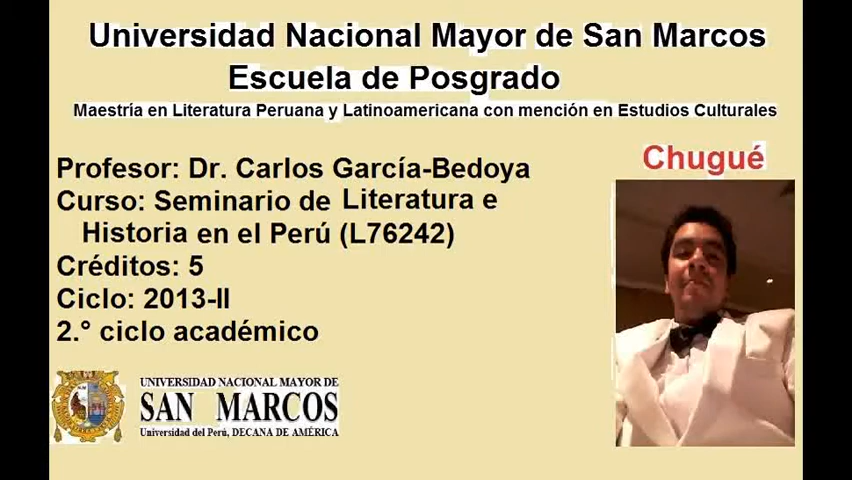 Universidad Nacional Mayor de San Marcos
Escuela de Posgrado
Maestría en Literatura Peruana y Latinoamericana con mención en Estudios Culturales
Chugué
Profesor: Dr. Carlos García-Bedoya
Curso: Seminario de Literatura e
Historia en el Perú (L76242)
Créditos: 5
Ciclo: 2013-II
2.° ciclo académico
UNIVERSIDAD NACIONAL MAYOR DE
SAN MARCOS
Universidad del Perú, DECANA DE AMÉRICA